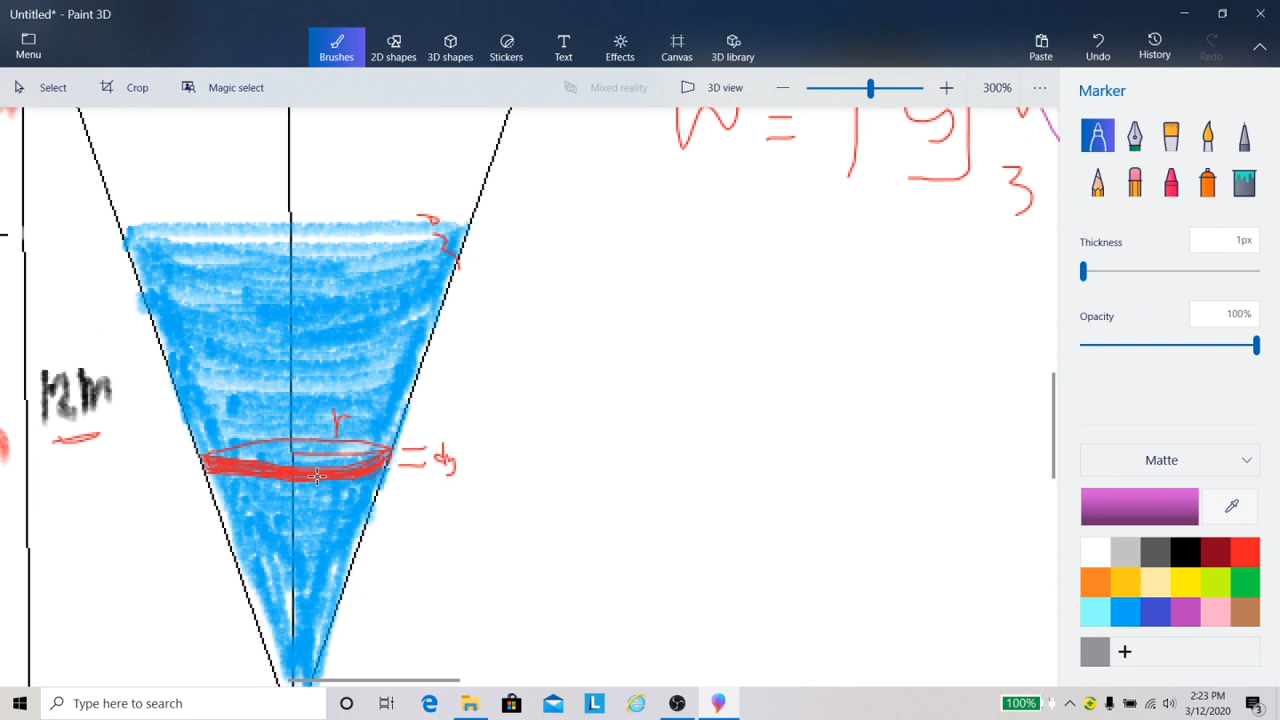 Untitled* - Paint 3D
Menu
Brushes
2D shapes
3D shapes
Stickers
Text
Effects
Canvas
3D library
Paste
Undo
History
Redo
Select
Crop
Magic select
Mixed reality
3D view
300%
Marker
Thickness
1px
Opacity
100%
Matte
3
r
= dy
12m
Type here to search
100%
2:23 PM
3/12/2020
3